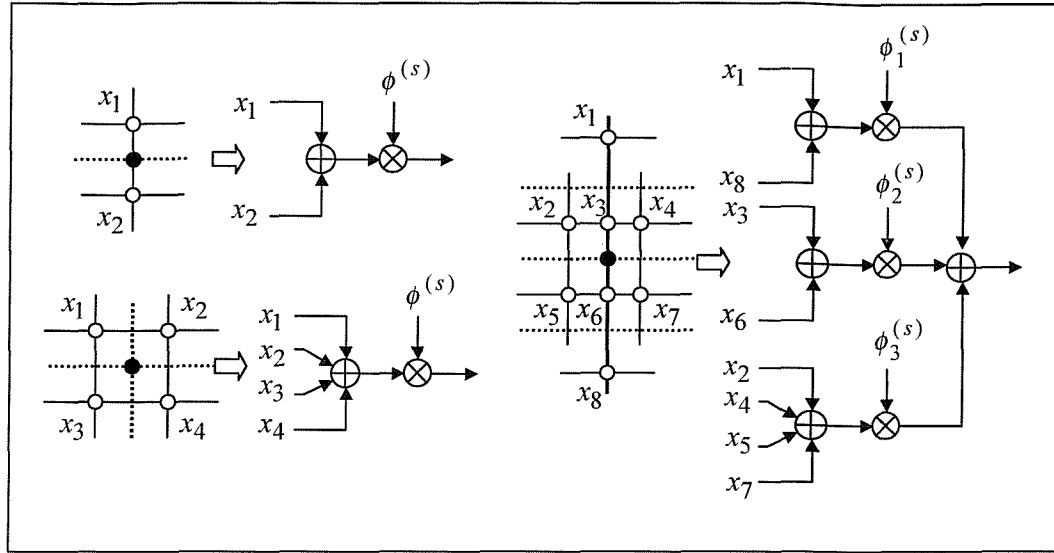 x₁
x₂
x₁
x₂
ϕ⁽ˢ⁾
x₁
x₂
x₃
x₄
x₁
x₂
x₃
x₄
ϕ⁽ˢ⁾
x₁
x₂ x₃ x₄
x₅ x₆ x₇
x₈
x₁
x₈
ϕ₁⁽ˢ⁾
x₃
x₆
ϕ₂⁽ˢ⁾
x₂
x₄
x₅
x₇
ϕ₃⁽ˢ⁾